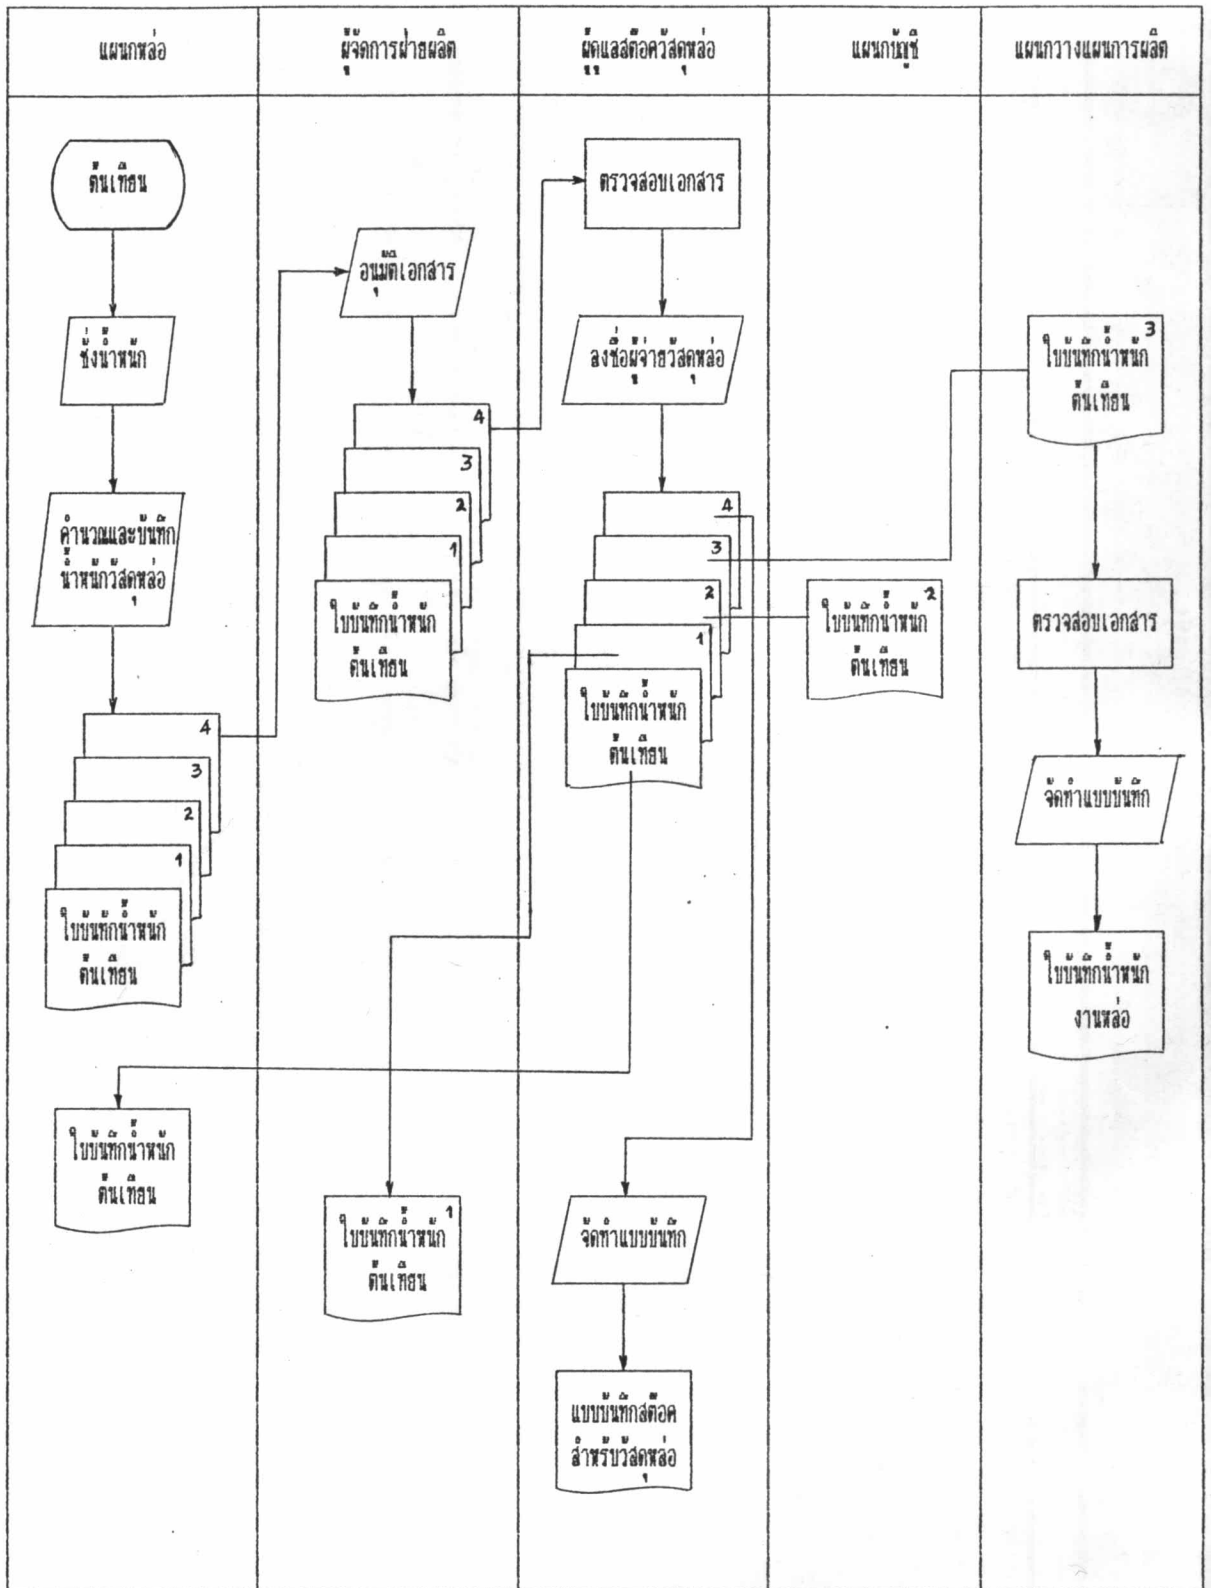 แผนกหล่อ
ผู้จัดการฝ่ายผลิต
ผู้ดูแลสต๊อควัสดุหล่อ
แผนกบัญชี
แผนกวางแผนการผลิต
ต้นเทียน
ชั่งน้ำหนัก
คำนวณและบันทึก
น้ำหนักวัสดุหล่อ
4
3
2
1
ใบบันทึกน้ำหนัก
ต้นเทียน
ใบบันทึกน้ำหนัก
ต้นเทียน
อนุมัติเอกสาร
4
3
2
1
ใบบันทึกน้ำหนัก
ต้นเทียน
1
ใบบันทึกน้ำหนัก
ต้นเทียน
ตรวจสอบเอกสาร
ลงชื่อผู้จ่ายวัสดุหล่อ
4
3
2
1
ใบบันทึกน้ำหนัก
ต้นเทียน
จัดทำแบบบันทึก
แบบบันทึกสต๊อค
สำหรับวัสดุหล่อ
2
ใบบันทึกน้ำหนัก
ต้นเทียน
3
ใบบันทึกน้ำหนัก
ต้นเทียน
ตรวจสอบเอกสาร
จัดทำแบบบันทึก
ใบบันทึกน้ำหนัก
งานหล่อ